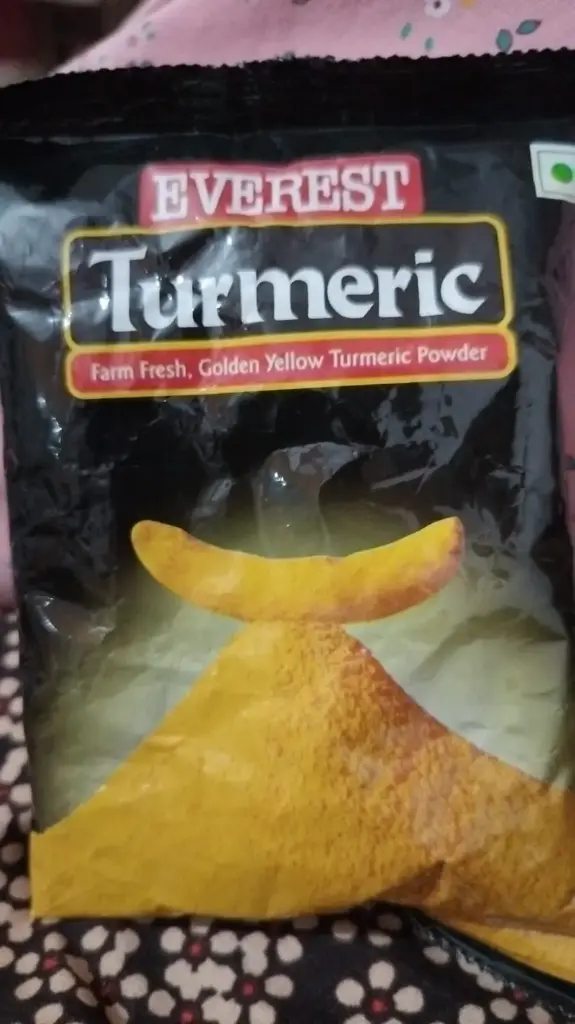 EVEREST
Turmeric
Farm Fresh, Golden Yellow Turmeric Powder